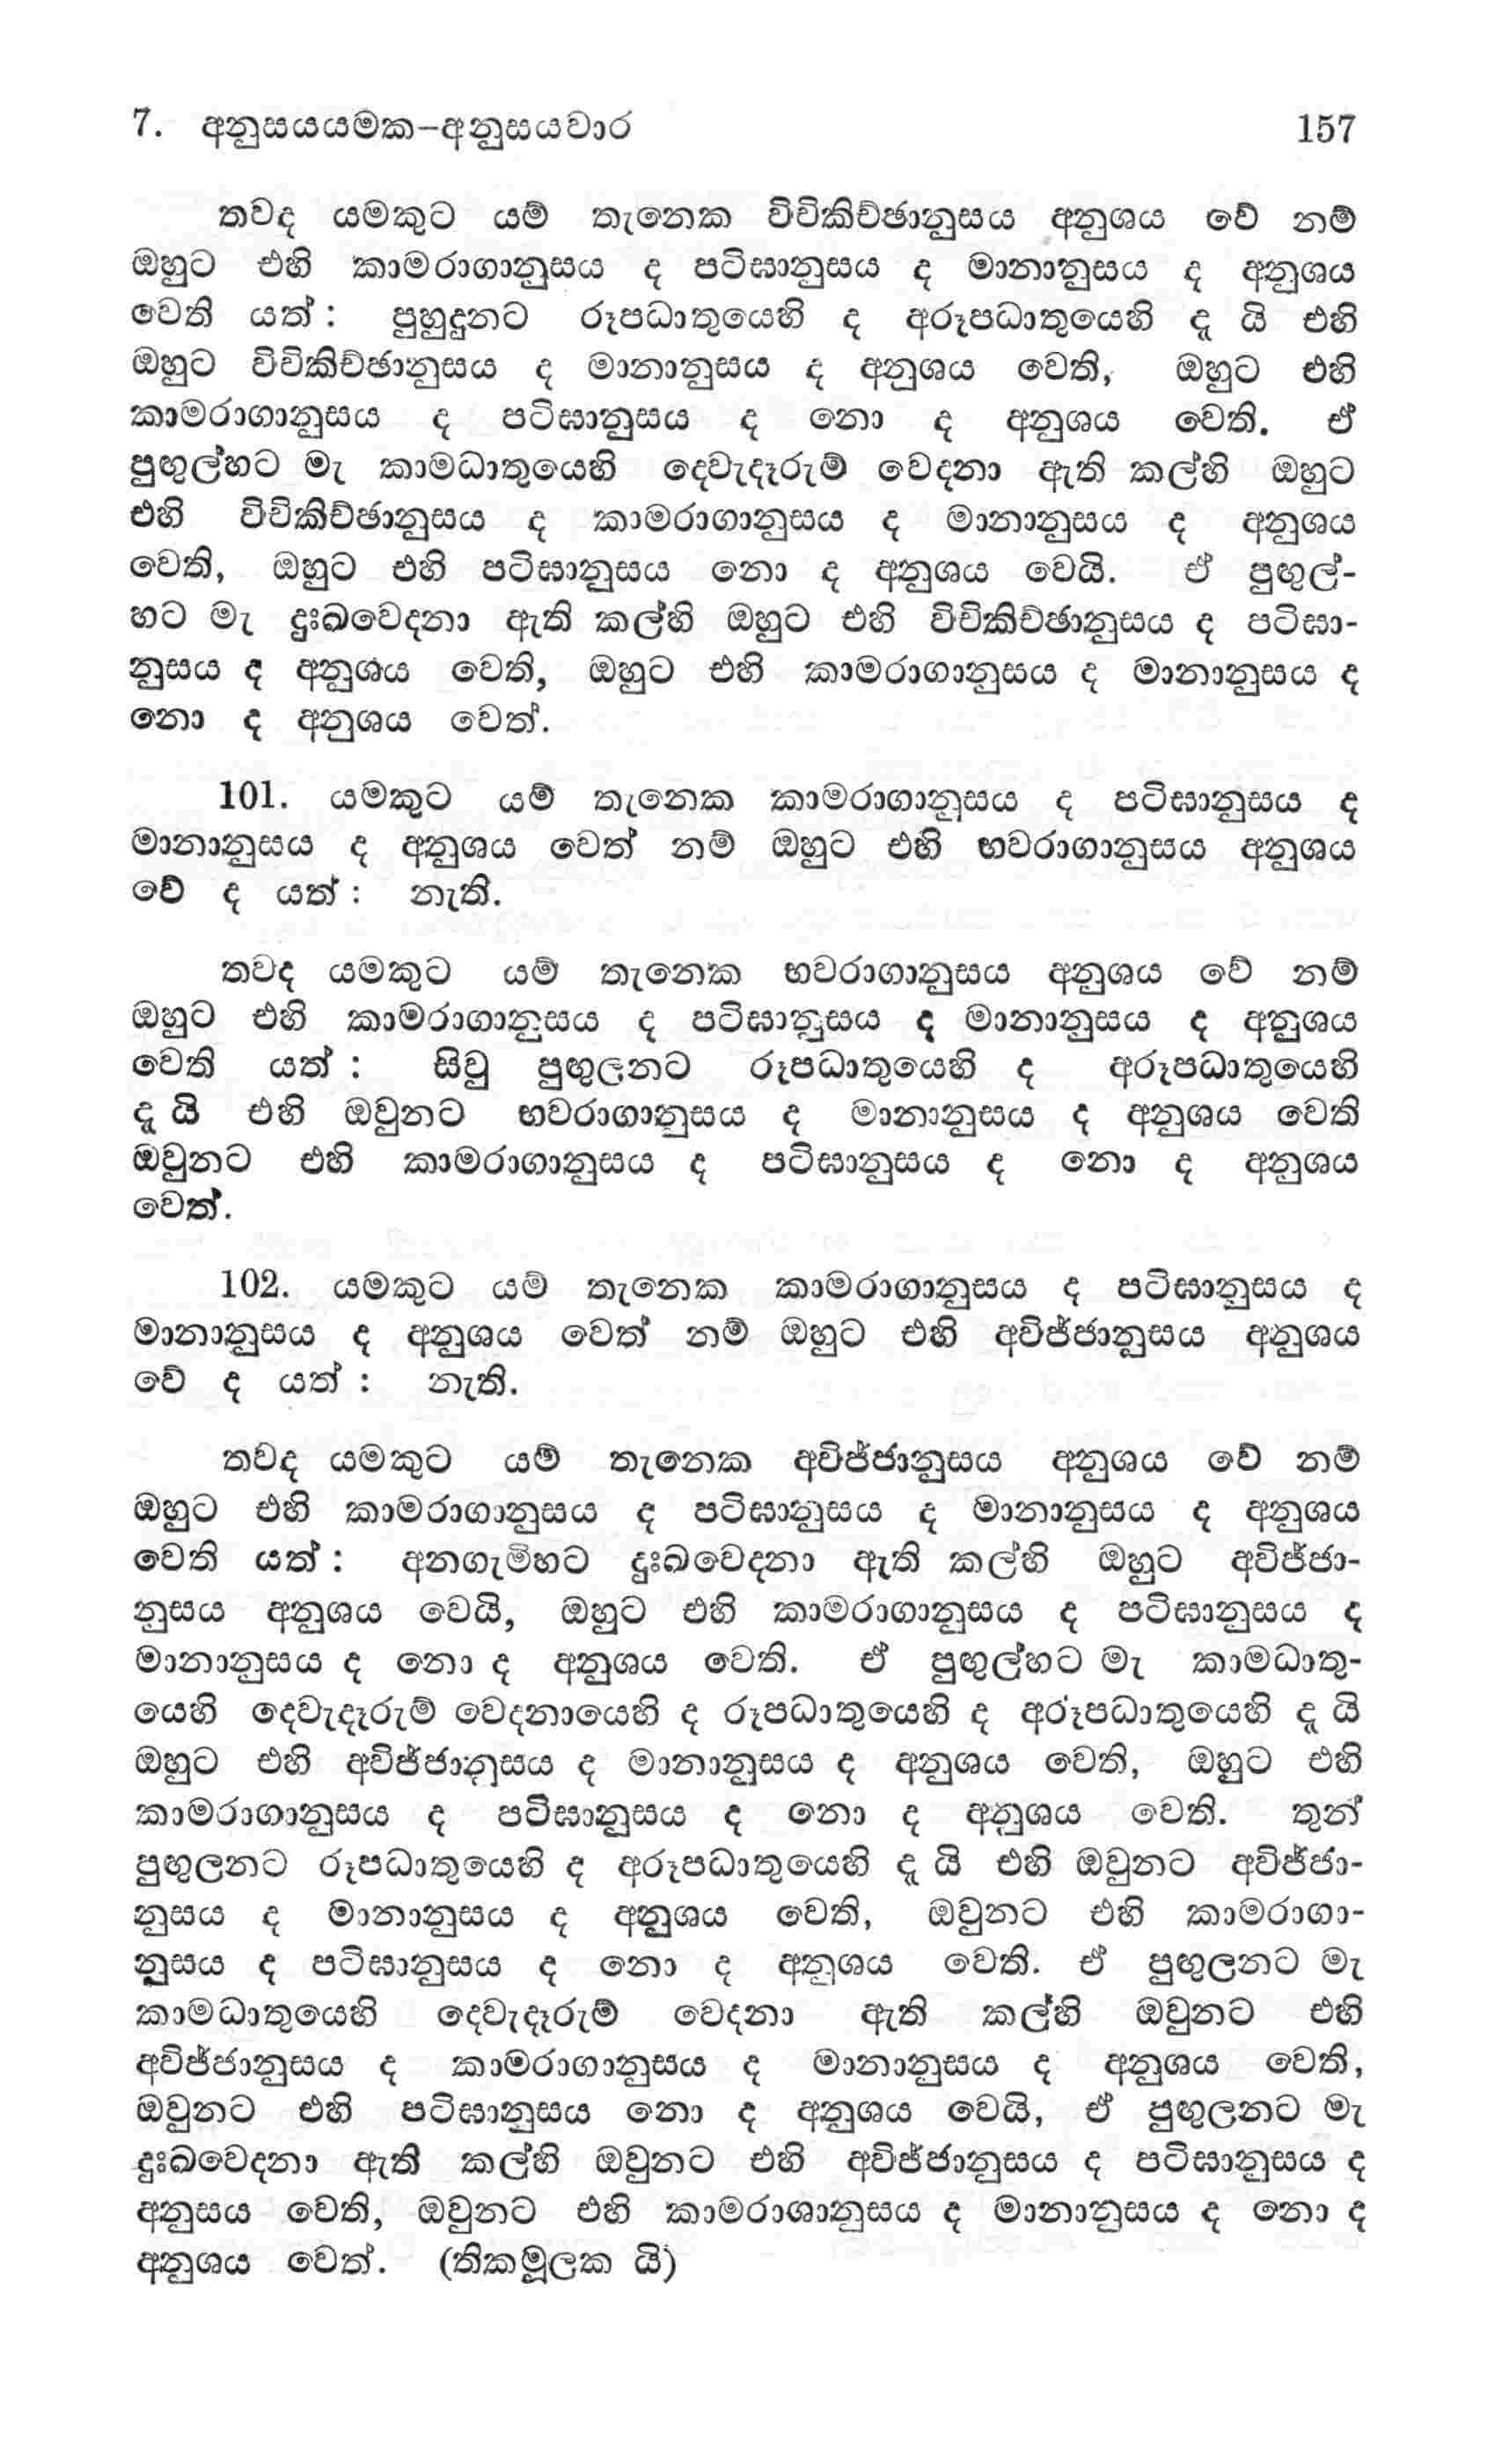 7. අනුසයයමක–අනුසයවාර 157
තවද යමකුට යම් තැනෙක විචිකිච්ඡානුසය අනුශය වේ නම්
ඔහුට එහි කාමරාගානුසය ද පටිඝානුසය ද මානානුසය ද අනුශය
වෙති යත් : පුහුදුනට රූපධාතුයෙහි ද අරූපධාතුයෙහි දැ යි එහි
ඔහුට විචිකිච්ඡානුසය ද මානානුසය ද අනුශය වෙති, ඔහුට එහි
කාමරාගානුසය ද පටිඝානුසය ද නො ද අනුශය වෙති. ඒ
පුඟුල්හට මැ කාමධාතුයෙහි දෙවැදෑරුම් වෙදනා ඇති කල්හි ඔහුට
එහි විචිකිච්ඡානුසය ද කාමරාගානුසය ද මානානුසය ද අනුශය
වෙති, ඔහුට එහි පටිඝානුසය නො ද අනුශය වෙයි. ඒ පුඟුල්-
හට මැ දුඃඛවෙදනා ඇති කල්හි ඔහුට එහි විචිකිච්ඡානුසය ද පටිඝා-
නුසය ද අනුශය වෙති, ඔහුට එහි කාමරාගානුසය ද මානානුසය ද
නො ද අනුශය වෙත්.
101. යමකුට යම් තැනෙක කාමරාගානුසය ද පටිඝානුසය ද
මානානුසය ද අනුශය වෙත් නම් ඔහුට එහි භවරාගානුසය අනුශය
වේ ද යත් : නැති.
තවද යමකුට යම් තැනෙක භවරාගානුසය අනුශය වේ නම්
ඔහුට එහි කාමරාගානුසය ද පටිඝානුසය ද මානානුසය ද අනුශය
වෙති යත් : සිවු පුඟුලනට රූපධාතුයෙහි ද අරූපධාතුයෙහි
දැ යි එහි ඔවුනට භවරාගානුසය ද මානානුසය ද අනුශය වෙති
ඔවුනට එහි කාමරාගානුසය ද පටිඝානුසය ද නො ද අනුශය
වෙත්.
102. යමකුට යම් තැනෙක කාමරාගානුසය ද පටිඝානුසය ද
මානානුසය ද අනුශය වෙත් නම් ඔහුට එහි අවිජ්ජානුසය අනුශය
වේ ද යත් : නැති.
තවද යමකුට යම් තැනෙක අවිජ්ජානුසය අනුශය වේ නම්
ඔහුට එහි කාමරාගානුසය ද පටිඝානුසය ද මානානුසය ද අනුශය
වෙති යත් : අනගැමිහට දුඃඛවෙදනා ඇති කල්හි ඔහුට අවිජ්ජා-
නුසය අනුශය වෙයි, ඔහුට එහි කාමරාගානුසය ද පටිඝානුසය ද
මානානුසය ද නො ද අනුශය වෙති. ඒ පුඟුල්හට මැ කාමධාතු-
යෙහි දෙවැදෑරුම් වෙදනායෙහි ද රූපධාතුයෙහි ද අරූපධාතුයෙහි දැ යි
ඔහුට එහි අවිජ්ජානුසය ද මානානුසය ද අනුශය වෙති, ඔහුට එහි
කාමරාගානුසය ද පටිඝානුසය ද නො ද අනුශය වෙති. තුන්
පුඟුලනට රූපධාතුයෙහි ද අරූපධාතුයෙහි දැ යි එහි ඔවුනට අවිජ්ජා-
නුසය ද මානානුසය ද අනුශය වෙති, ඔවුනට එහි කාමරාගා-
නුසය ද පටිඝානුසය ද නො ද අනුශය වෙති. ඒ පුඟුලනට මැ
කාමධාතුයෙහි දෙවැදෑරුම් වෙදනා ඇති කල්හි ඔවුනට එහි
අවිජ්ජානුසය ද කාමරාගානුසය ද මානානුසය ද අනුශය වෙති,
ඔවුනට එහි පටිඝානුසය නො ද අනුශය වෙයි, ඒ පුඟුලනට මැ
දුඃඛවෙදනා ඇති කල්හි ඔවුනට එහි අවිජ්ජානුසය ද පටිඝානුසය ද
අනුසය වෙති, ඔවුනට එහි කාමරාශානුසය ද මානානුසය ද නො ද
අනුශය වෙත්. (තිකමූලක යි)